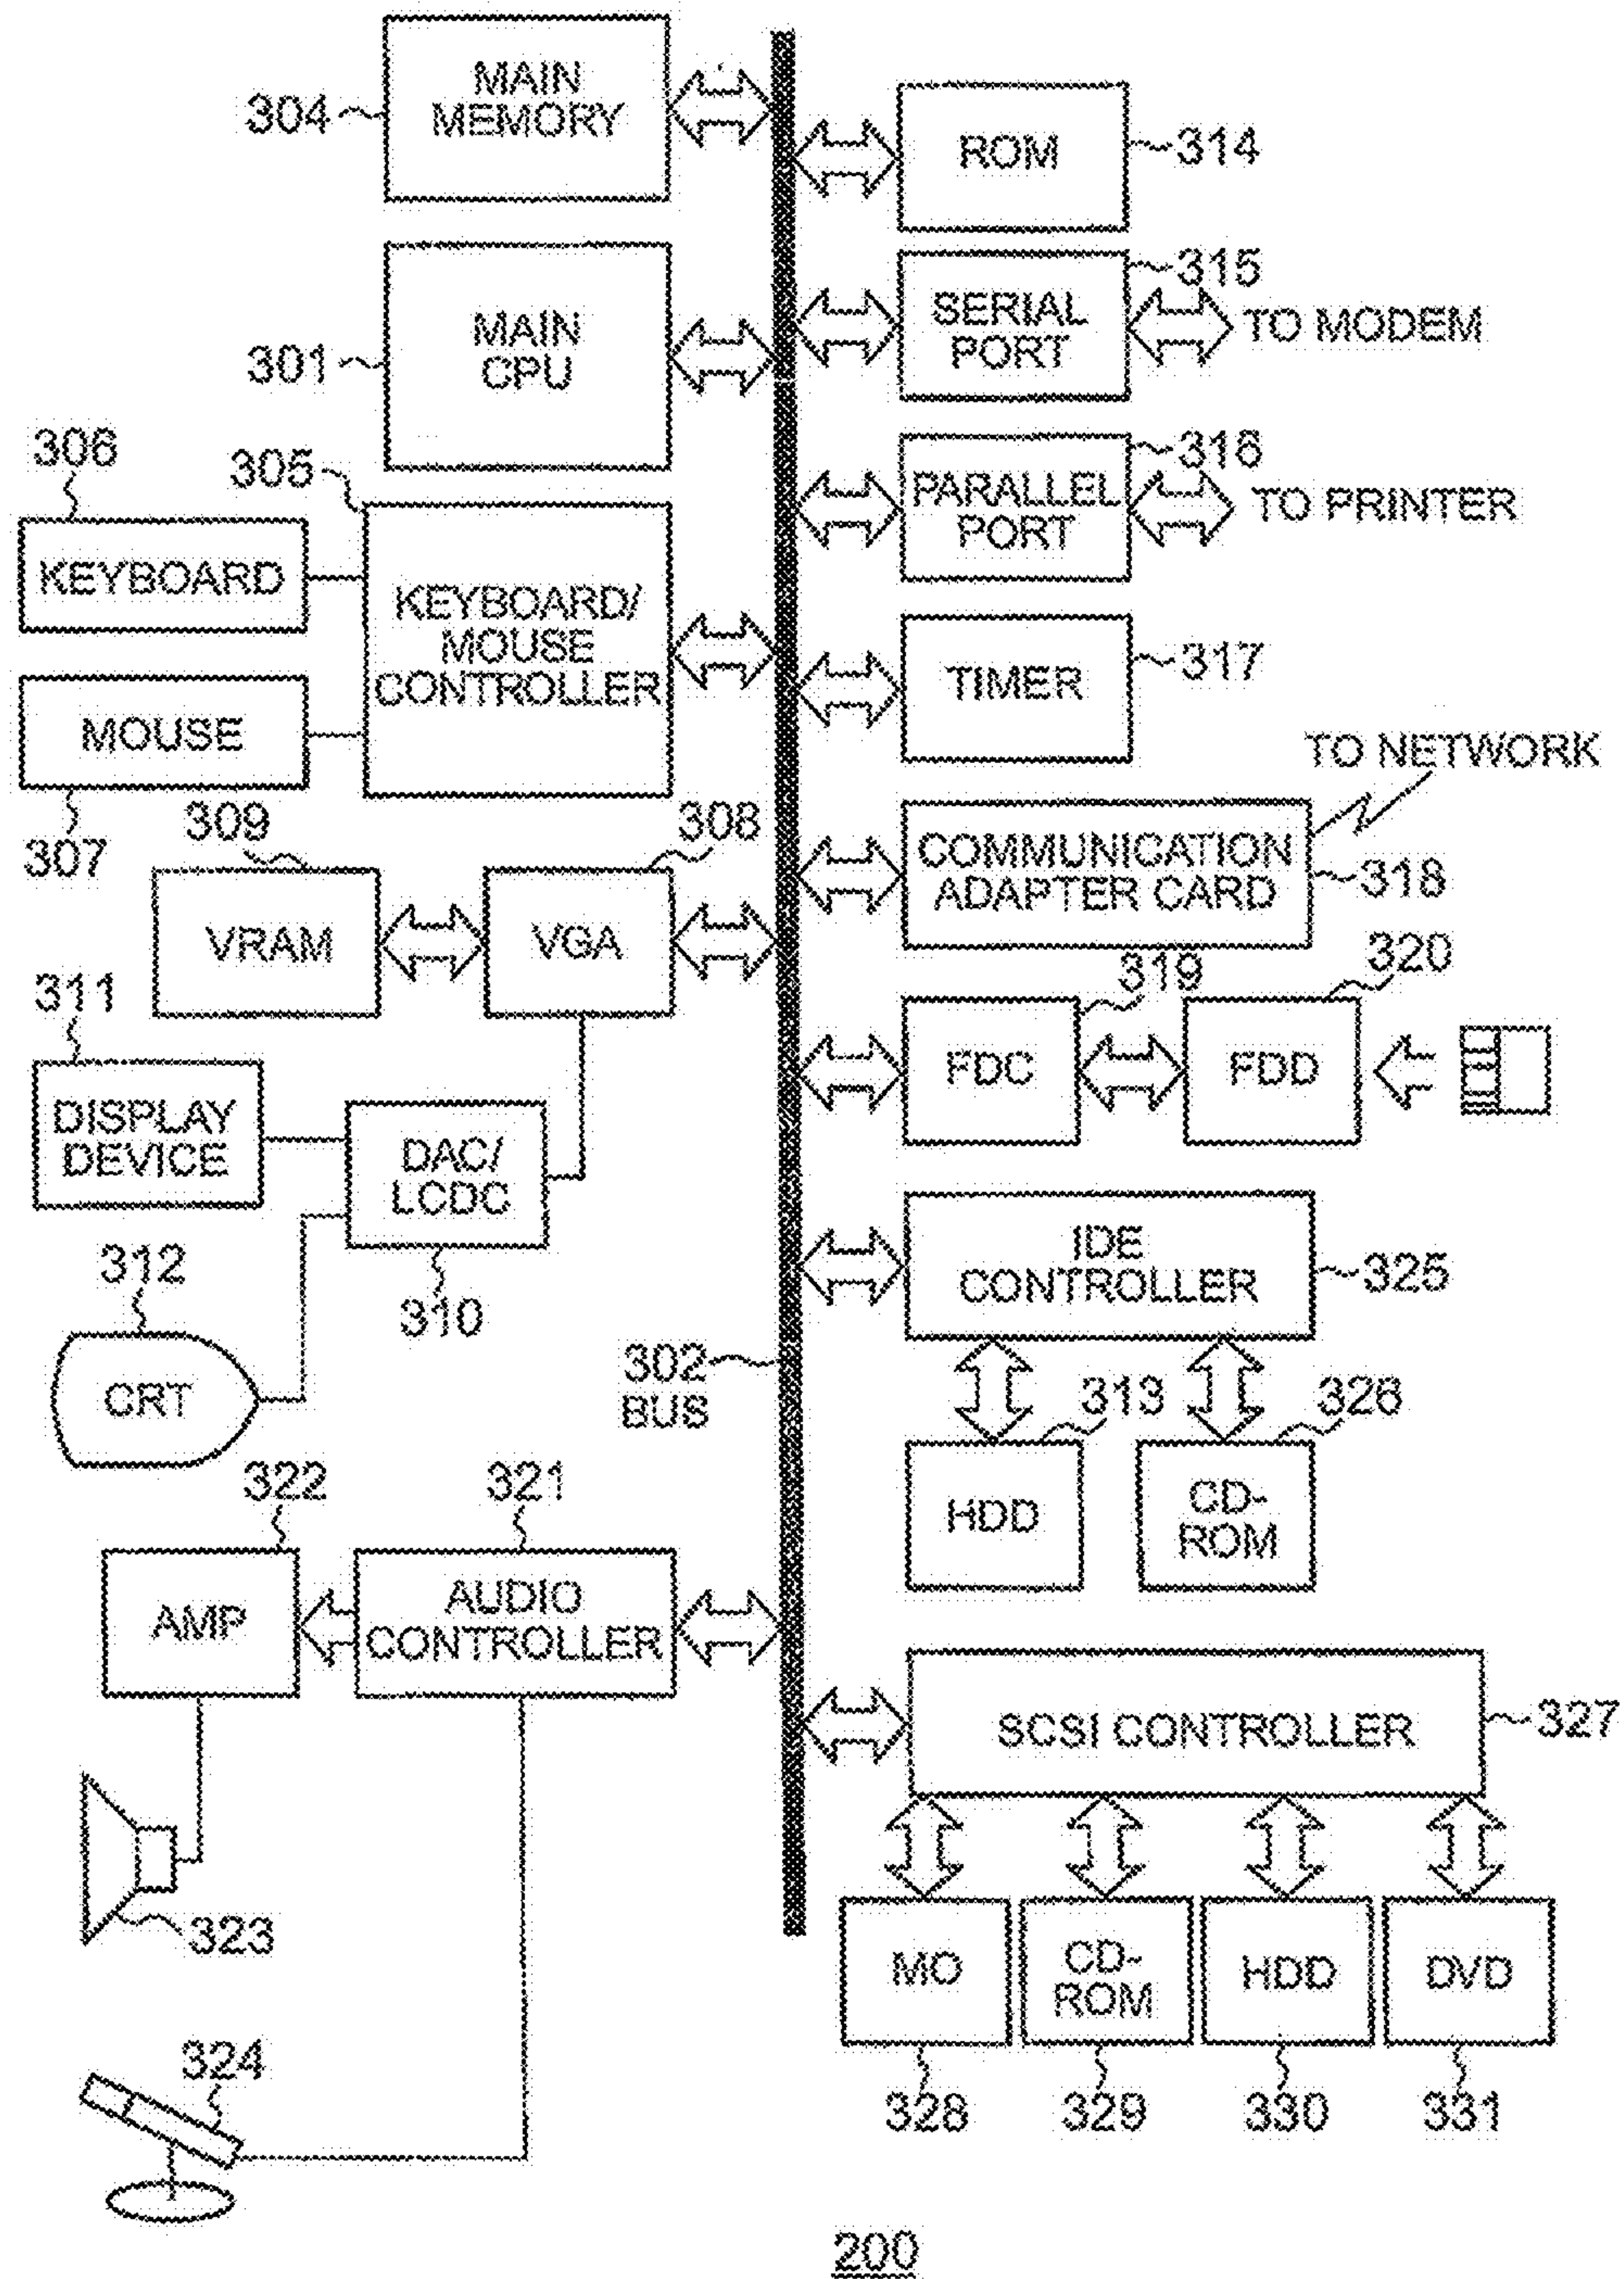 MAIN
MEMORY
304
ROM
314
MAIN
CPU
301
315
SERIAL
PORT
TO MODEM
306
305
KEYBOARD
KEYBOARD/
MOUSE
CONTROLLER
316
PARALLEL
PORT
TO PRINTER
MOUSE
307
TIMER
317
TO NETWORK
309
308
VRAM
VGA
COMMUNICATION
ADAPTER CARD
318
311
DISPLAY
DEVICE
DAC/
LCDC
310
319
320
FDC
FDD
312
CRT
302
BUS
IDE
CONTROLLER
325
313
326
HDD
CD-
ROM
322
321
AMP
AUDIO
CONTROLLER
SCSI CONTROLLER
327
323
MO
CD-
ROM
HDD
DVD
328
329
330
331
324
200